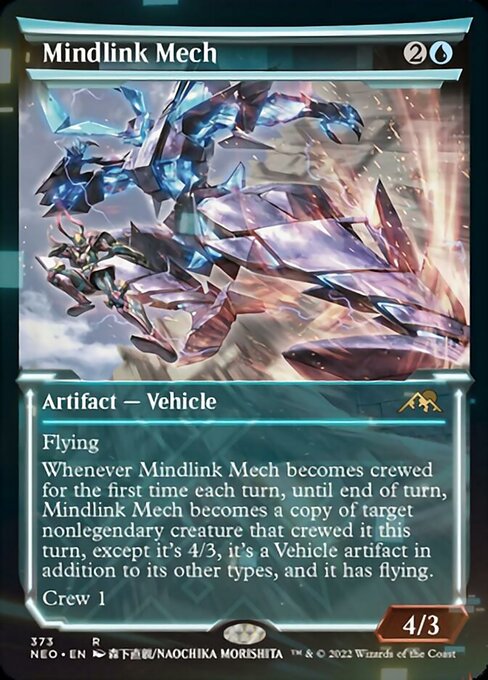 Mindlink Mech 2
Artifact — Vehicle
Flying
Whenever Mindlink Mech becomes crewed
for the first time each turn, until end of turn,
Mindlink Mech becomes a copy of target
nonlegendary creature that crewed it this
turn, except it's 4/3, it's a Vehicle artifact in
addition to its other types, and it has flying.
Crew 1
4/3
373 R
NEO • EN 森下直親/NAOCHIKA MORISHITA ™ & © 2022 Wizards of the Coast